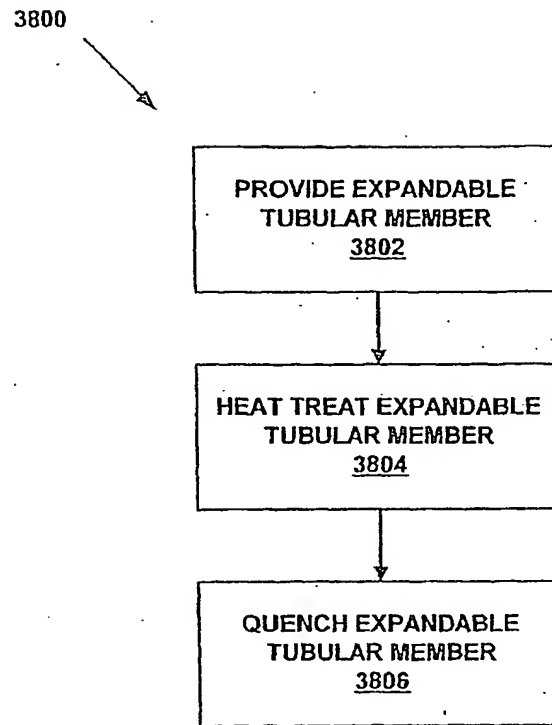 3800
PROVIDE EXPANDABLE
TUBULAR MEMBER
3802
HEAT TREAT EXPANDABLE
TUBULAR MEMBER
3804
QUENCH EXPANDABLE
TUBULAR MEMBER
3806